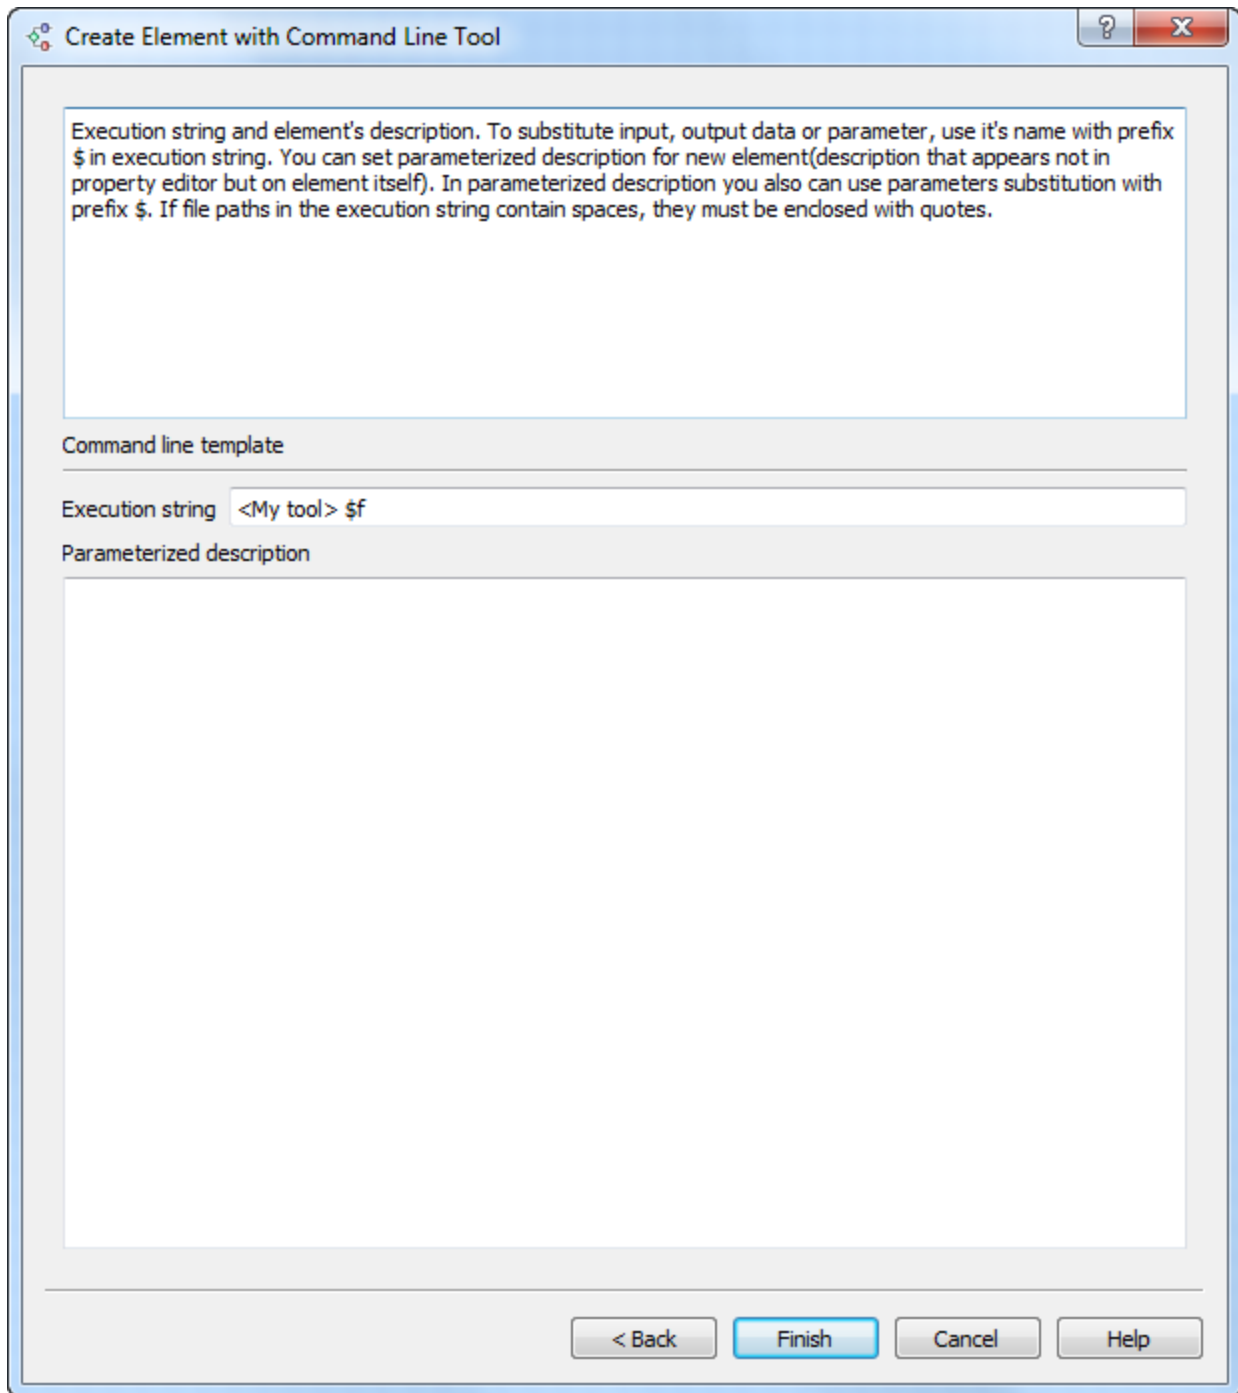 Create Element with Command Line Tool
Execution string and element's description. To substitute input, output data or parameter, use it's name with prefix
$ in execution string. You can set parameterized description for new element(description that appears not in
property editor but on element itself). In parameterized description you also can use parameters substitution with
prefix $. If file paths in the execution string contain spaces, they must be enclosed with quotes.
Command line template
Execution string <My tool> $f
Parameterized description
< Back Finish Cancel Help